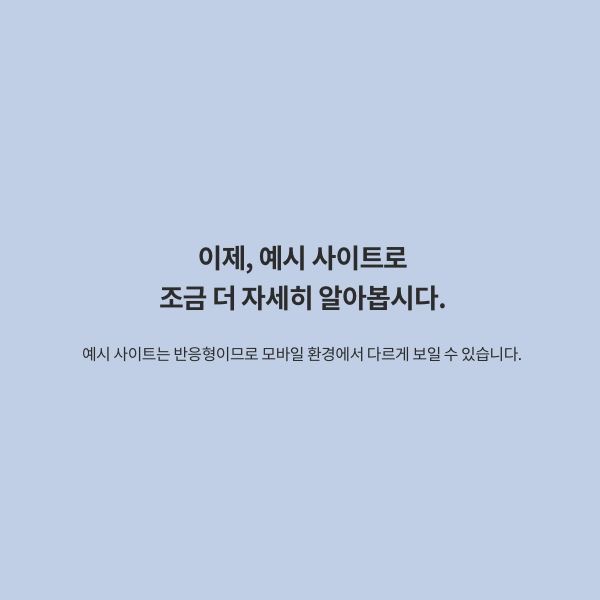 이제, 예시 사이트로
조금 더 자세히 알아봅시다.
예시 사이트는 반응형이므로 모바일 환경에서 다르게 보일 수 있습니다.